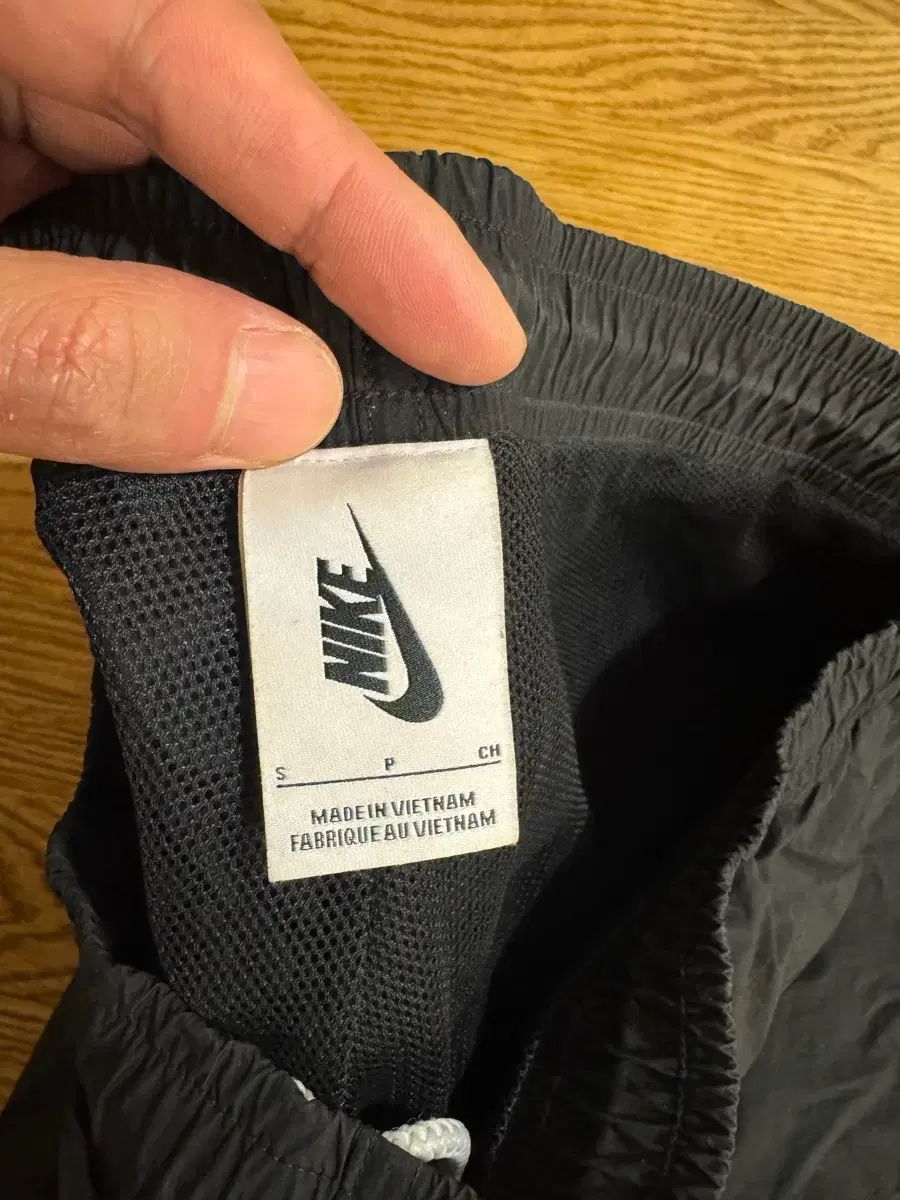 NIKE
S P CH
MADE IN VIETNAM
FABRIQUE AU VIETNAM